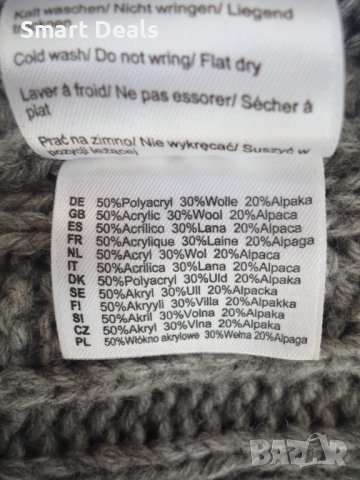 Smart Deals
Kalt waschen/ Nicht wringen/ Liegend
Cold wash/ Do not wring/ Flat dry
Laver à froid/ Ne pas essorer/ Sécher à
plat
Prać na zimno/ Nie wykręcać/ Suszyć w
pozycji leżącej
DE 50%Polyacryl 30%Wolle 20%Alpaka
GB 50%Acrylic 30%Wool 20%Alpaca
ES 50%Acrílico 30%Lana 20%Alpaca
FR 50%Acrylique 30%Laine 20%Alpaga
NL 50%Acryl 30%Wol 20%Alpaca
IT 50%Acrilica 30%Lana 20%Alpaca
DK 50%Polyacryl 30%Uld 20%Alpaka
SE 50%Akryl 30%Ull 20%Alpacka
FI 50%Akryyli 30%Villa 20%Alpakka
SI 50%Akril 30%Volna 20%Alpaka
CZ 50%Akryl 30%Vlna 20%Alpaka
PL 50%Włókno akrylowe 30%Wełna 20%Alpaka
BAZAR